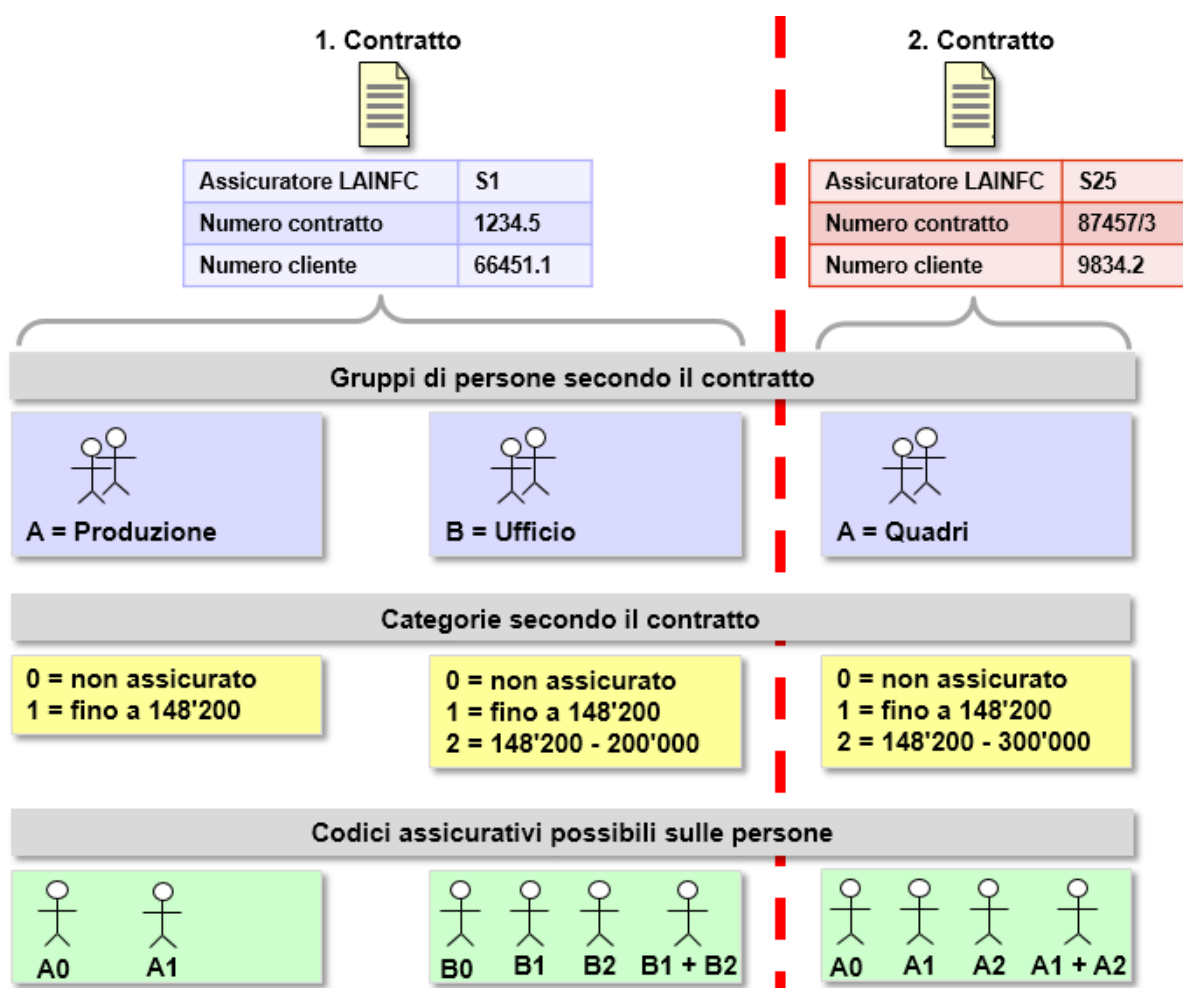 1. Contratto
Assicuratore LAINFC S1
Numero contratto 1234.5
Numero cliente 66451.1
2. Contratto
Assicuratore LAINFC S25
Numero contratto 87457/3
Numero cliente 9834.2
Gruppi di persone secondo il contratto
A = Produzione
B = Ufficio
A = Quadri
Categorie secondo il contratto
0 = non assicurato
1 = fino a 148'200
0 = non assicurato
1 = fino a 148'200
2 = 148'200 - 200'000
0 = non assicurato
1 = fino a 148'200
2 = 148'200 - 300'000
Codici assicurativi possibili sulle persone
A0 A1
B0 B1 B2 B1 + B2
A0 A1 A2 A1 + A2